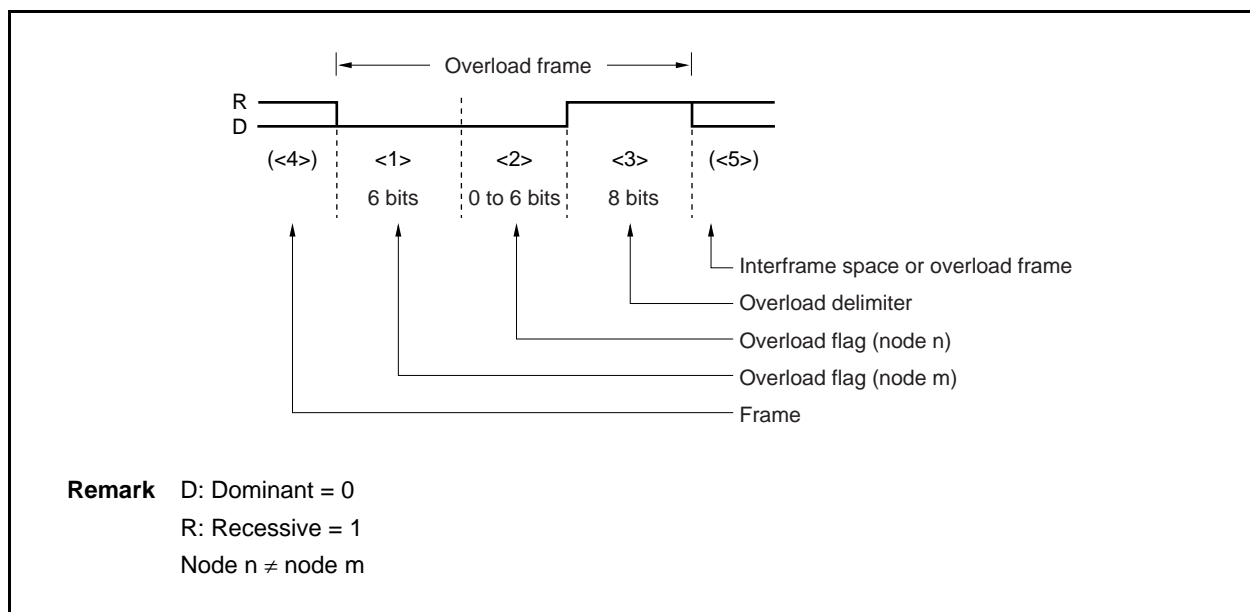 Overload frame
R
D
(<4>) <1> <2> <3> (<5>)
6 bits 0 to 6 bits 8 bits
Interframe space or overload frame
Overload delimiter
Overload flag (node n)
Overload flag (node m)
Frame
Remark D: Dominant = 0
R: Recessive = 1
Node n ≠ node m